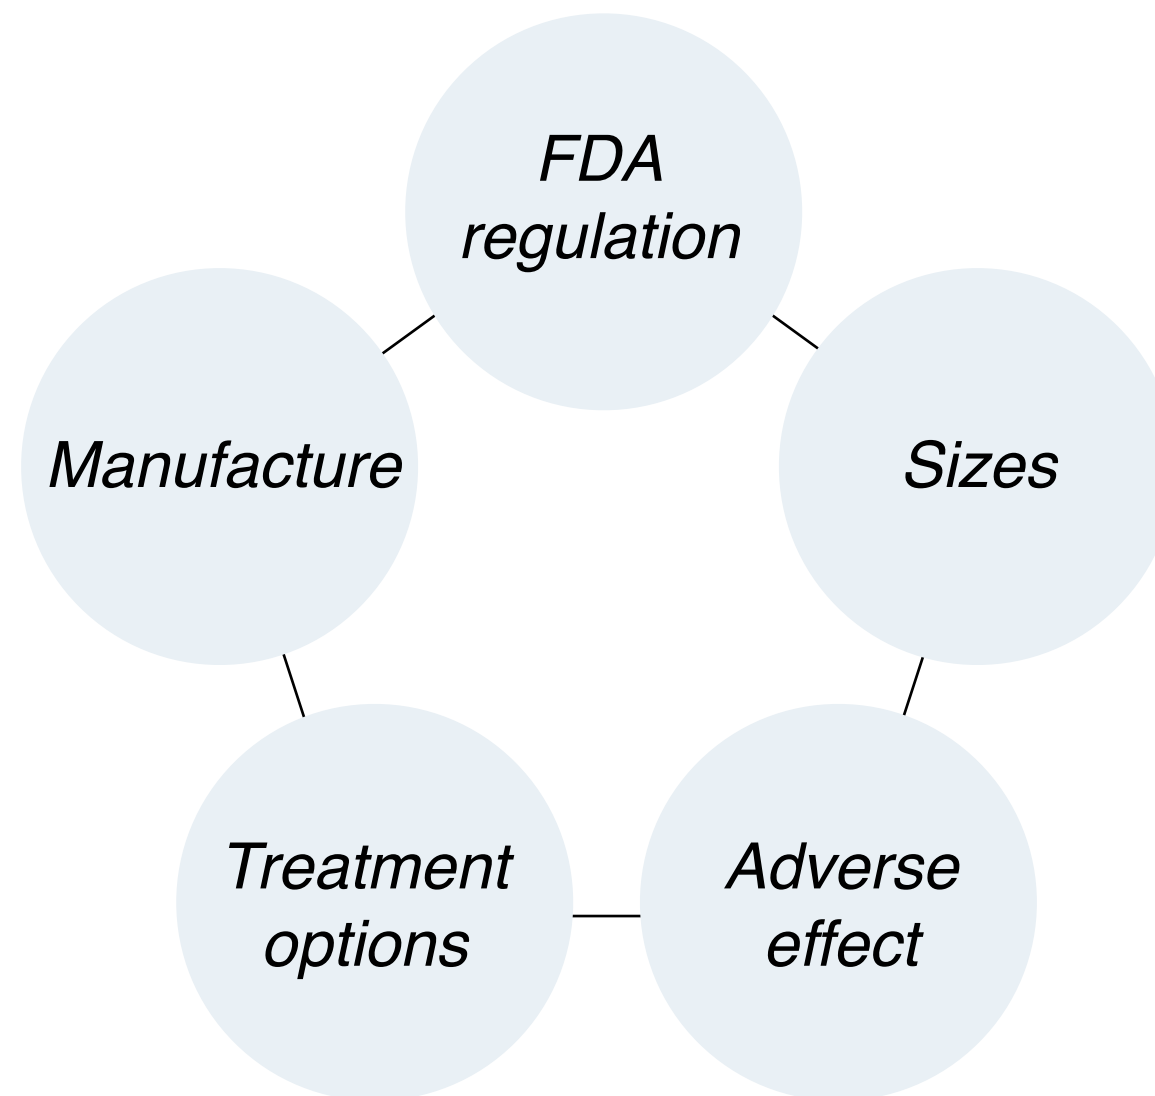 FDA
regulation
Manufacture
Sizes
Treatment
options
Adverse
effect